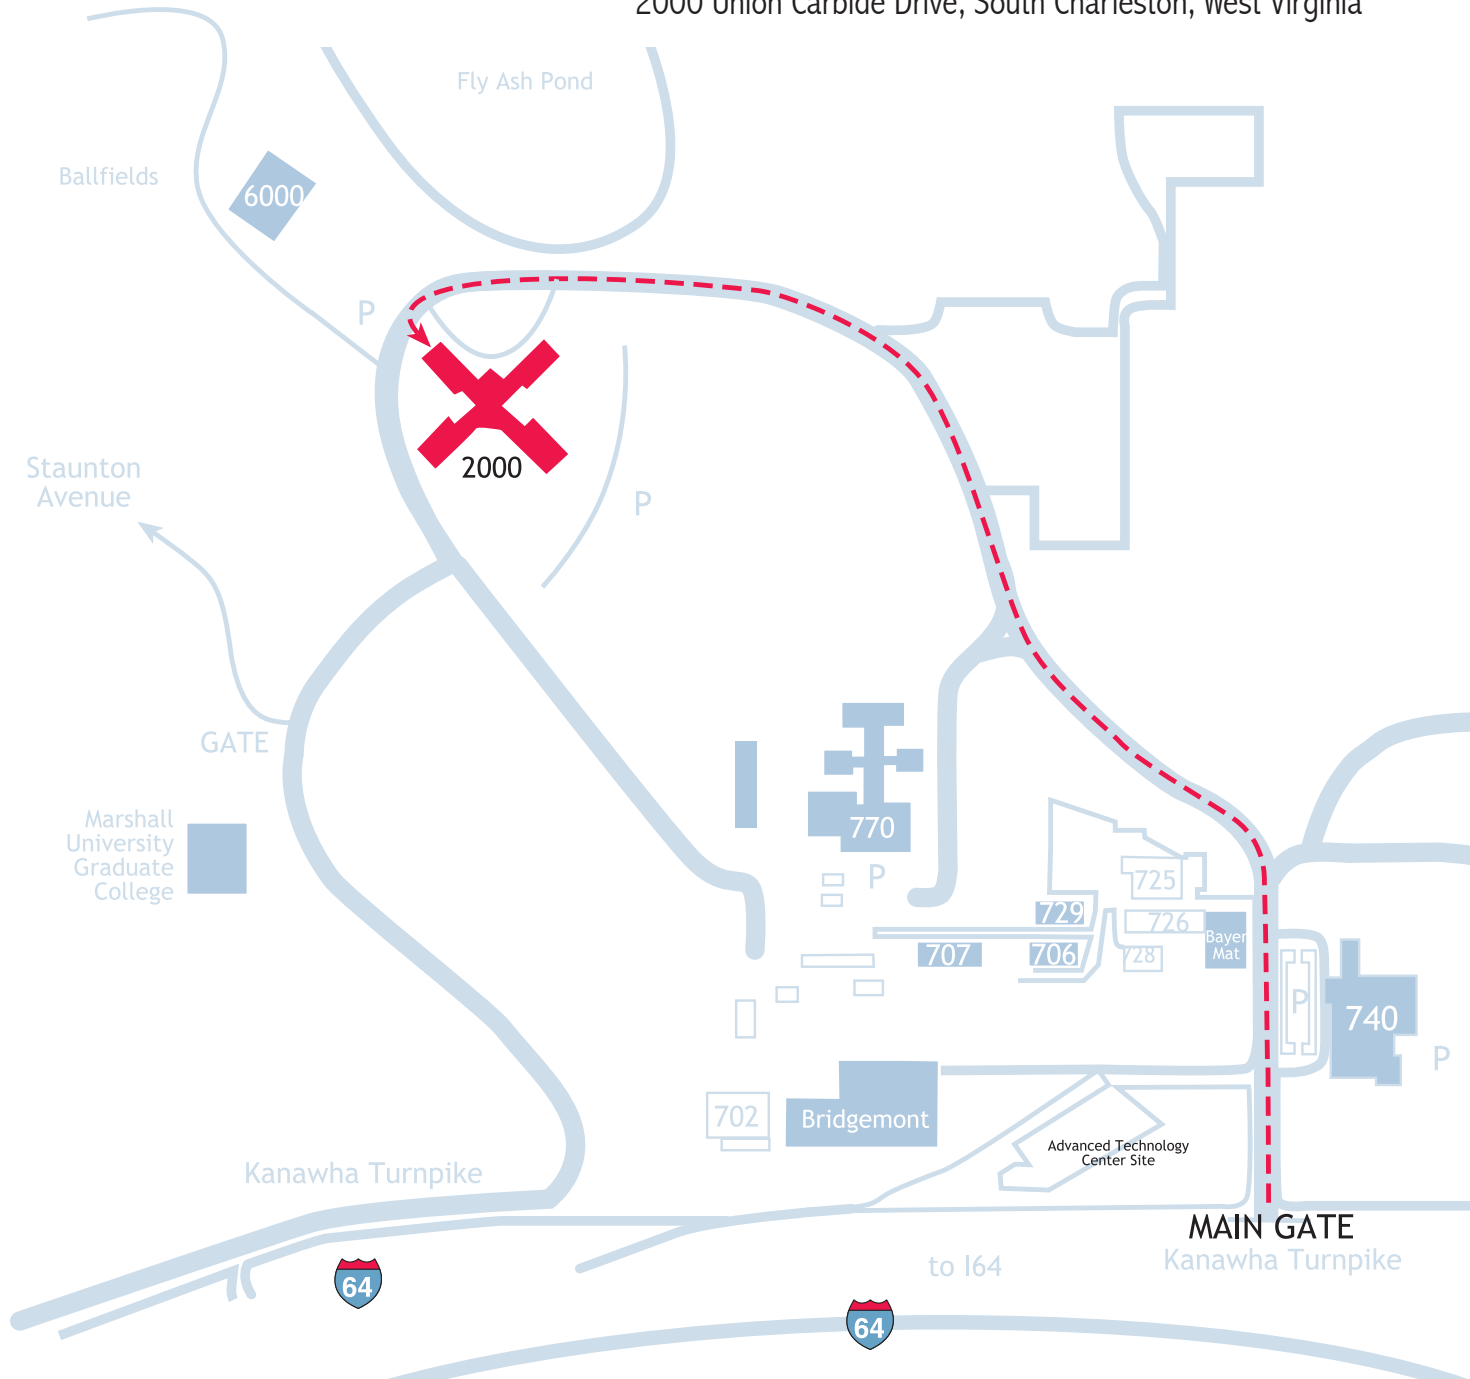 2000 Union Carbide Drive, South Charleston, West Virginia
Fly Ash Pond
Ballfields
6000
P
2000
Staunton
Avenue
P
GATE
Marshall
University
Graduate
College
770
P
725
729
726
Bayer
Mat
707
706
728
P
740
P
702
Bridgemont
Advanced Technology
Center Site
Kanawha Turnpike
MAIN GATE
Kanawha Turnpike
to I64
64
64